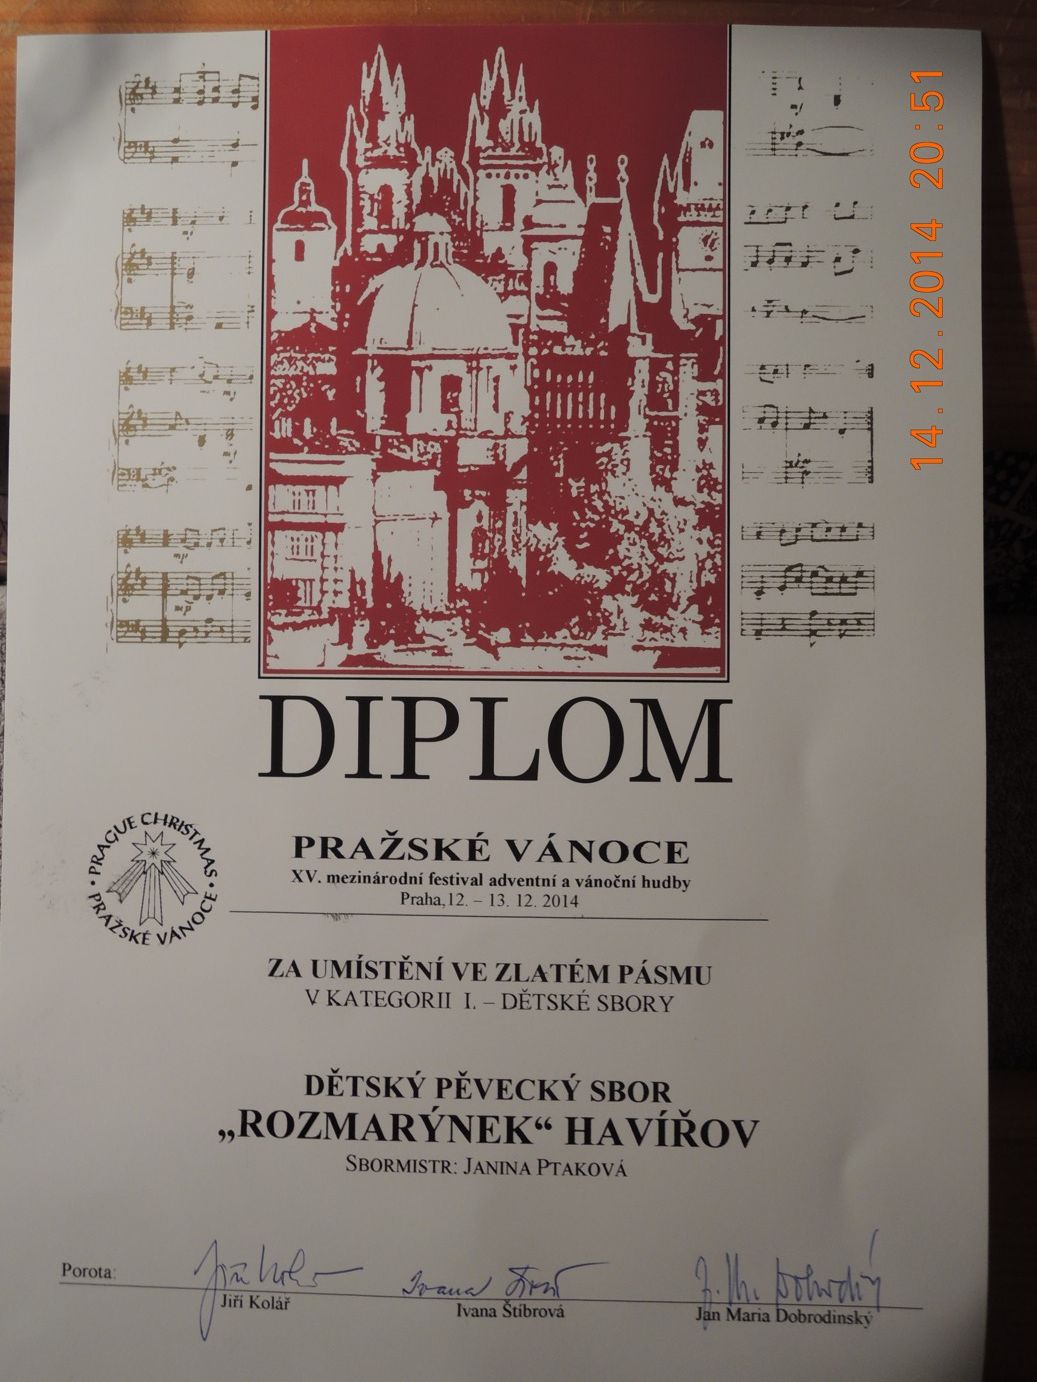 14.12.2014 20:51
DIPLOM
PRAGUE CHRISTMAS
PRAŽSKÉ VÁNOCE
PRAŽSKÉ VÁNOCE
XV. mezinárodní festival adventní a vánoční hudby
Praha,12. – 13. 12. 2014
ZA UMÍSTĚNÍ VE ZLATÉM PÁSMU
V KATEGORII I. – DĚTSKÉ SBORY
DĚTSKÝ PĚVECKÝ SBOR
„ROZMARÝNEK“ HAVÍŘOV
SBORMISTR: JANINA PTAKOVÁ
Porota:
Jiří Kolář
Ivana Štíbrová
Jan Maria Dobrodinský